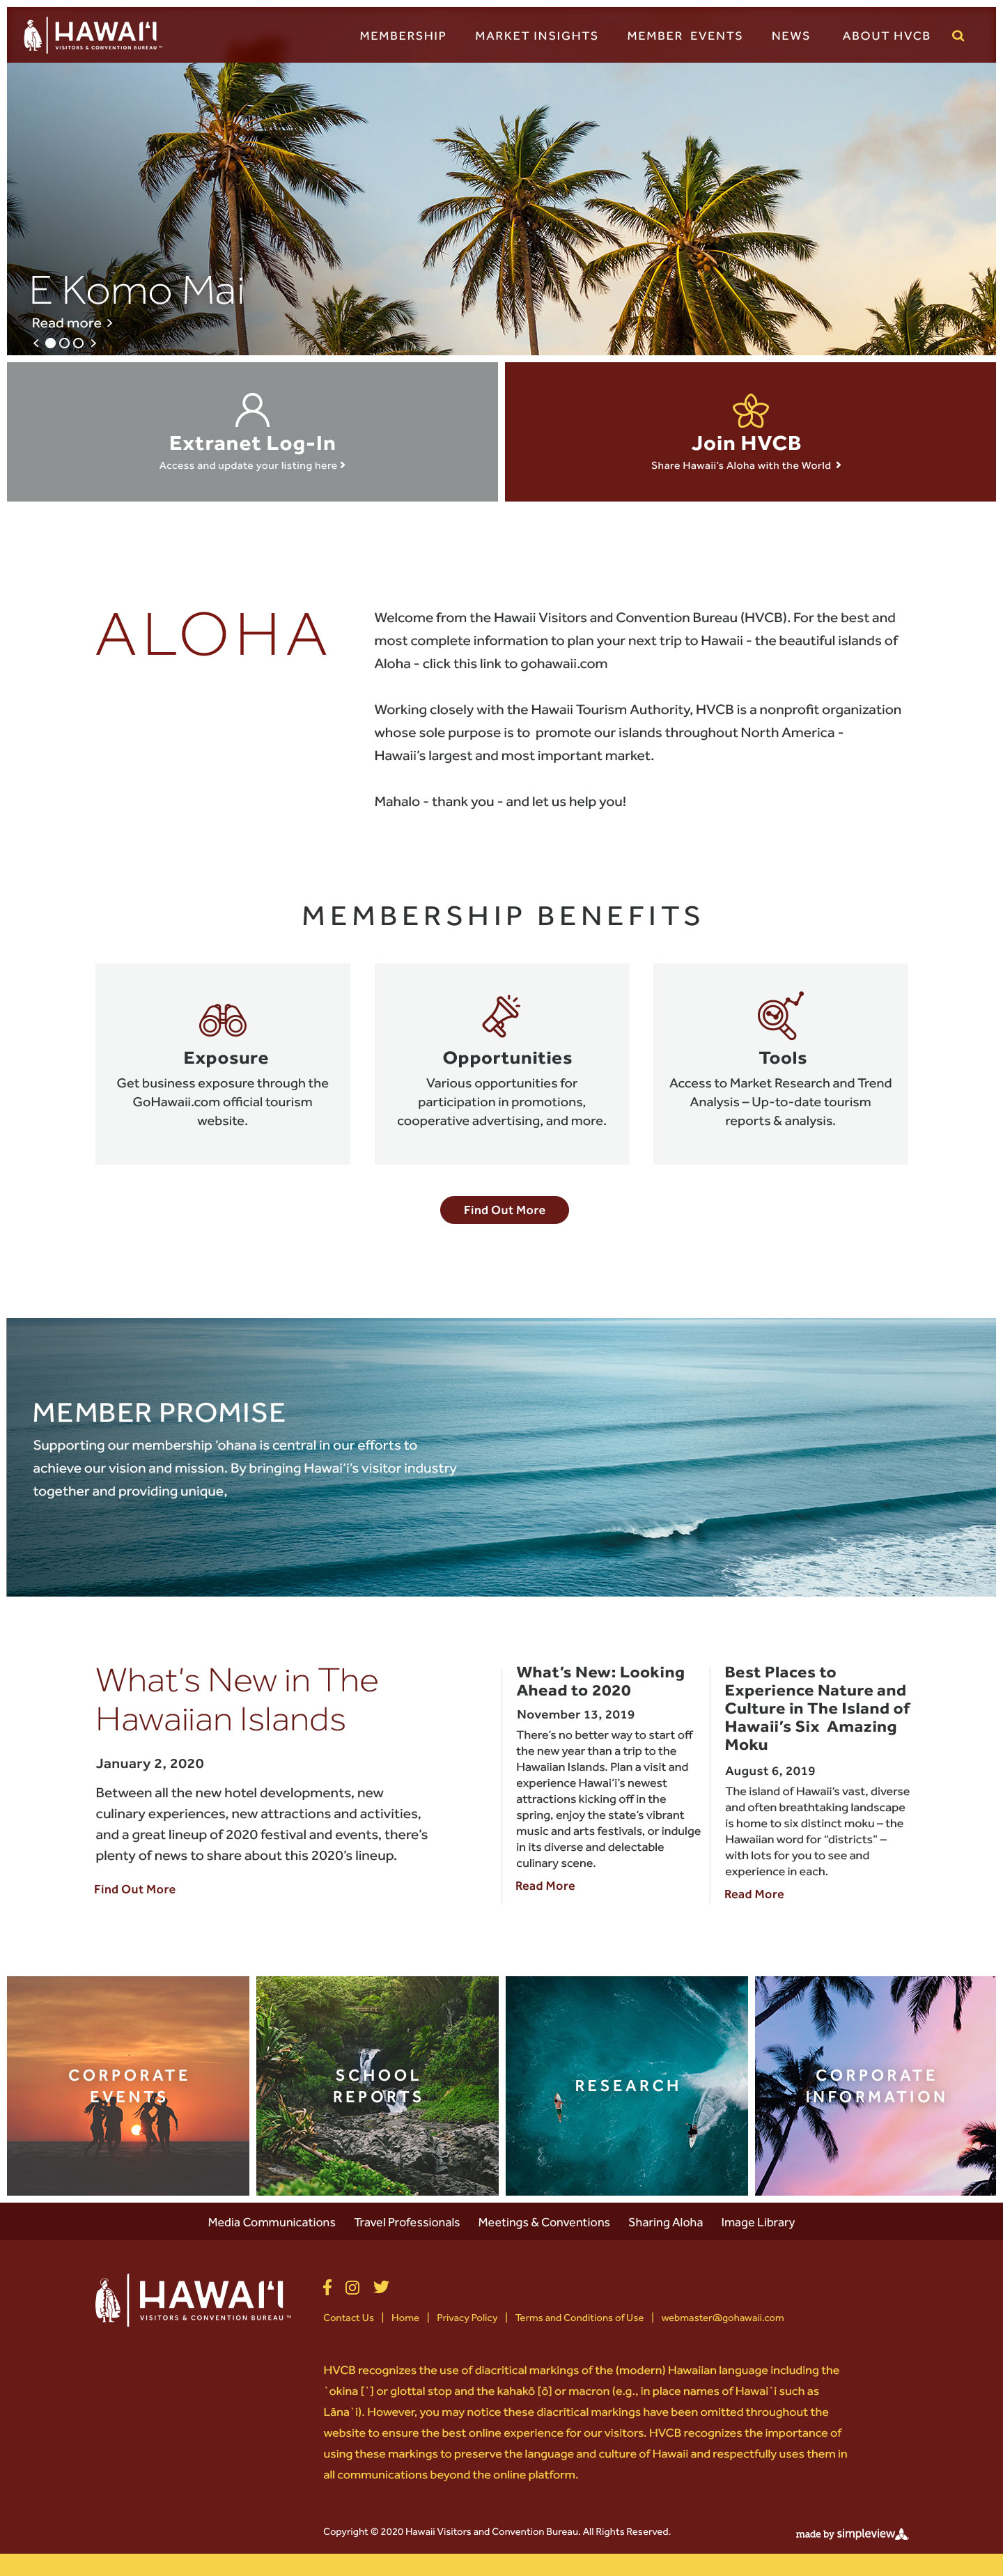 HAWAI‘I
VISITORS & CONVENTION BUREAU™
MEMBERSHIP MARKET INSIGHTS MEMBER EVENTS NEWS ABOUT HVCB
E Komo Mai
Read more >
< >
Extranet Log-In
Access and update your listing here >
Join HVCB
Share Hawaii’s Aloha with the World >
ALOHA
Welcome from the Hawaii Visitors and Convention Bureau (HVCB). For the best and
most complete information to plan your next trip to Hawaii - the beautiful islands of
Aloha - click this link to gohawaii.com
Working closely with the Hawaii Tourism Authority, HVCB is a nonprofit organization
whose sole purpose is to promote our islands throughout North America -
Hawaii’s largest and most important market.
Mahalo - thank you - and let us help you!
MEMBERSHIP BENEFITS
Exposure
Get business exposure through the
GoHawaii.com official tourism
website.
Opportunities
Various opportunities for
participation in promotions,
cooperative advertising, and more.
Tools
Access to Market Research and Trend
Analysis – Up-to-date tourism
reports & analysis.
Find Out More
MEMBER PROMISE
Supporting our membership ‘ohana is central in our efforts to
achieve our vision and mission. By bringing Hawai‘i’s visitor industry
together and providing unique,
What’s New in The
Hawaiian Islands
January 2, 2020
Between all the new hotel developments, new
culinary experiences, new attractions and activities,
and a great lineup of 2020 festival and events, there’s
plenty of news to share about this 2020’s lineup.
Find Out More
What’s New: Looking
Ahead to 2020
November 13, 2019
There’s no better way to start off
the new year than a trip to the
Hawaiian Islands. Plan a visit and
experience Hawai‘i’s newest
attractions kicking off in the
spring, enjoy the state’s vibrant
music and arts festivals, or indulge
in its diverse and delectable
culinary scene.
Read More
Best Places to
Experience Nature and
Culture in The Island of
Hawaii’s Six Amazing
Moku
August 6, 2019
The island of Hawaii’s vast, diverse
and often breathtaking landscape
is home to six distinct moku – the
Hawaiian word for “districts” –
with lots for you to see and
experience in each.
Read More
CORPORATE
EVENTS
SCHOOL
REPORTS
RESEARCH
CORPORATE
INFORMATION
Media Communications Travel Professionals Meetings & Conventions Sharing Aloha Image Library
HAWAI‘I
VISITORS & CONVENTION BUREAU™
Contact Us | Home | Privacy Policy | Terms and Conditions of Use | webmaster@gohawaii.com
HVCB recognizes the use of diacritical markings of the (modern) Hawaiian language including the
`okina [`] or glottal stop and the kahakō [ō] or macron (e.g., in place names of Hawai`i such as
Lāna`i). However, you may notice these diacritical markings have been omitted throughout the
website to ensure the best online experience for our visitors. HVCB recognizes the importance of
using these markings to preserve the language and culture of Hawaii and respectfully uses them in
all communications beyond the online platform.
Copyright © 2020 Hawaii Visitors and Convention Bureau. All Rights Reserved.
made by simpleview